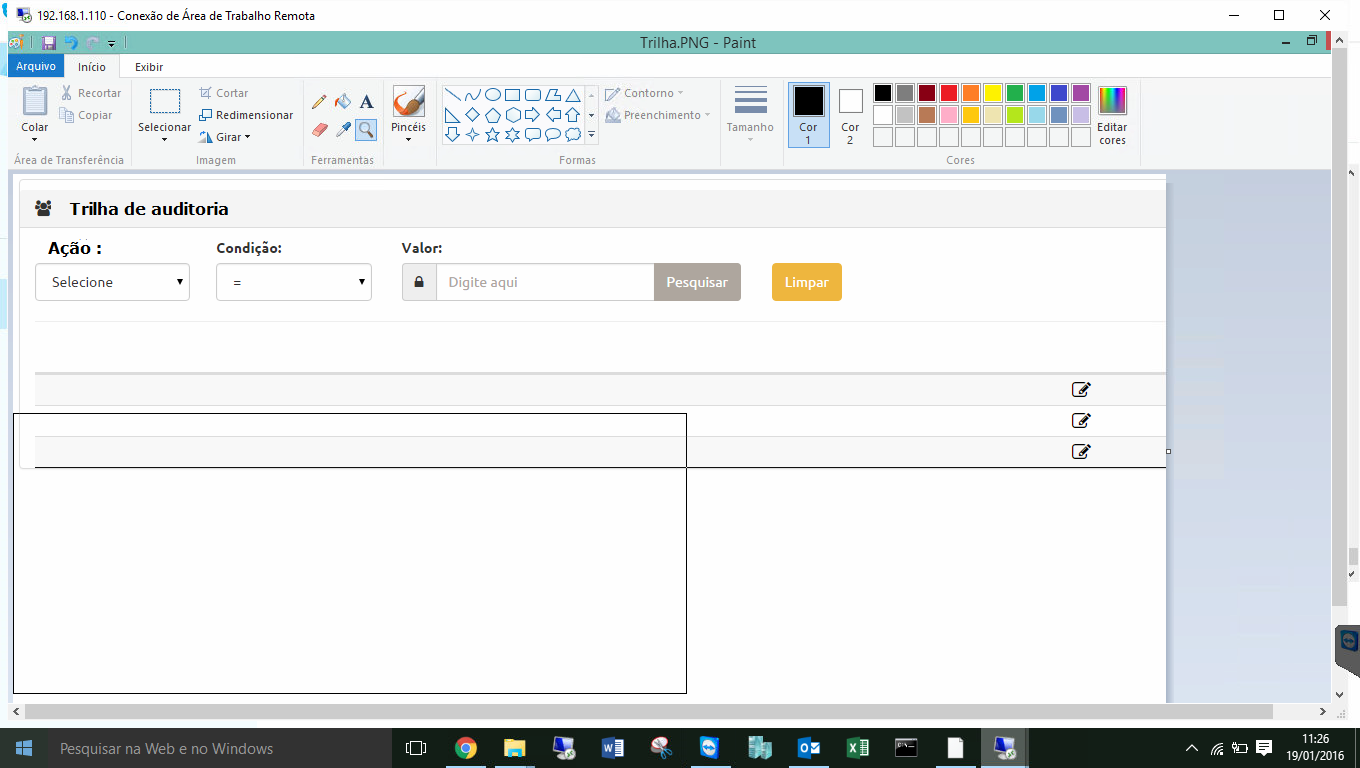 192.168.1.110 - Conexão de Área de Trabalho Remota
Trilha.PNG - Paint
Arquivo Início Exibir
Colar
Recortar
Copiar
Área de Transferência
Selecionar
Cortar
Redimensionar
Girar
Imagem
A
Ferramentas
Pincéis
Contorno
Preenchimento
Formas
Tamanho
Cor
1
Cor
2
Editar
cores
Cores
Trilha de auditoria
Ação : Condição: Valor:
Selecione = Digite aqui Pesquisar Limpar
Pesquisar na Web e no Windows
11:26
19/01/2016